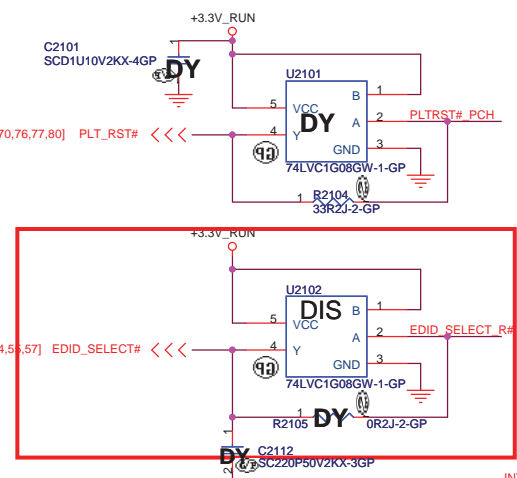 +3.3V_RUN
C2101
SCD1U10V2KX-4GP
DY
1
U2101
5
VCC
B
1
DY
4
Y
A
2
PLTRST#_PCH
70,76,77,80]
PLT_RST#
GND
3
74LVC1G08GW-1-GP
1
R2104
33R2J-2-GP
+3.3V_RUN
U2102
5
VCC
DIS
B
1
4
Y
A
2
EDID_SELECT_R#
4,55,57]
EDID_SELECT#
GND
3
74LVC1G08GW-1-GP
1
R2105
DY
0R2J-2-GP
1
DY
C2112
SC220P50V2KX-3GP
2